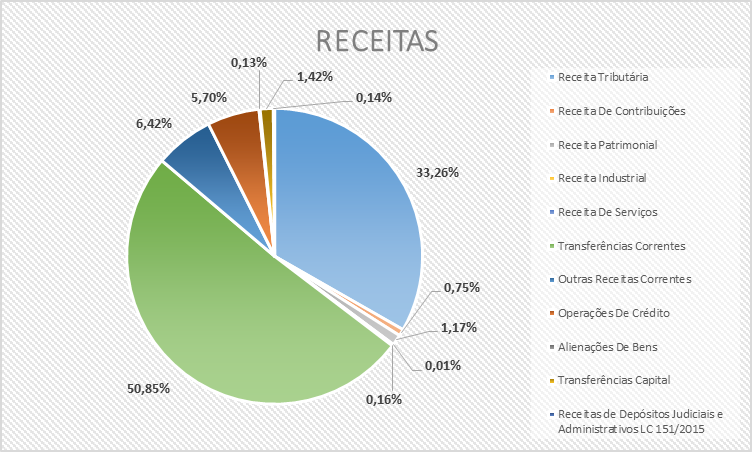 RECEITAS
0,13%
1,42%
0,14%
5,70%
6,42%
33,26%
0,75%
1,17%
0,01%
0,16%
50,85%
Receita Tributária
Receita De Contribuições
Receita Patrimonial
Receita Industrial
Receita De Serviços
Transferências Correntes
Outras Receitas Correntes
Operações De Crédito
Alienações De Bens
Transferências Capital
Receitas de Depósitos Judiciais e
Administrativos LC 151/2015